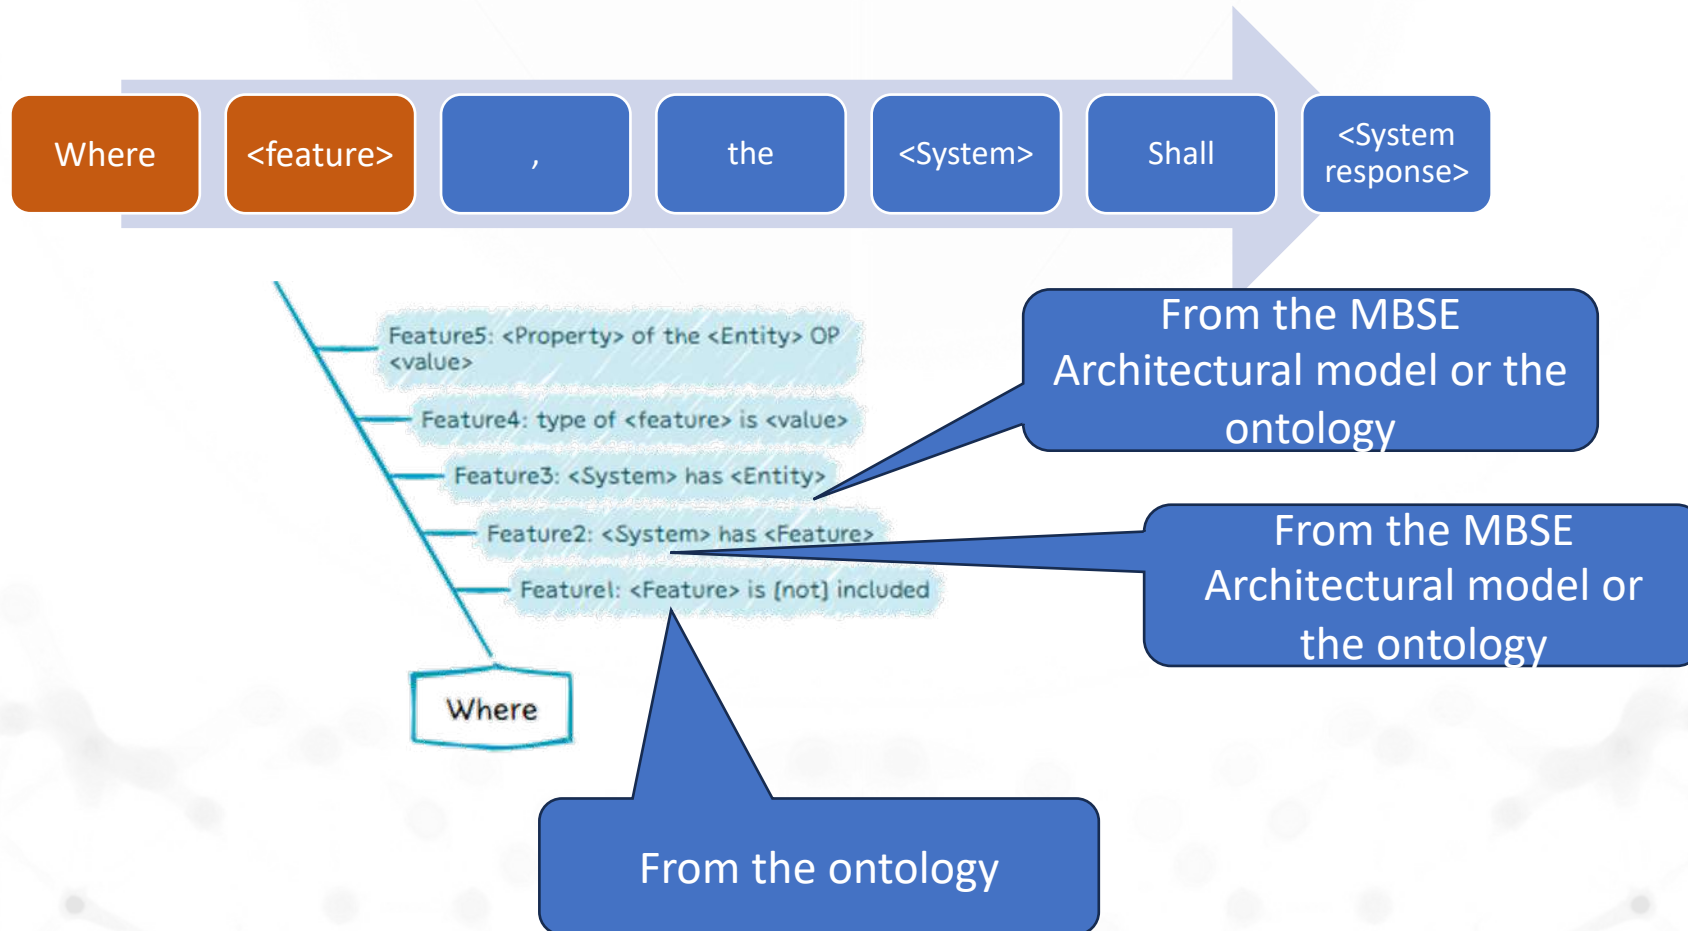 Where
<feature>
,
the
<System>
Shall
<System
response>
Feature5: <Property> of the <Entity> OP
<value>
Feature4: type of <feature> is <value>
Feature3: <System> has <Entity>
Feature2: <System> has <Feature>
Feature1: <Feature> is [not] included
Where
From the MBSE
Architectural model or the
ontology
From the MBSE
Architectural model or
the ontology
From the ontology